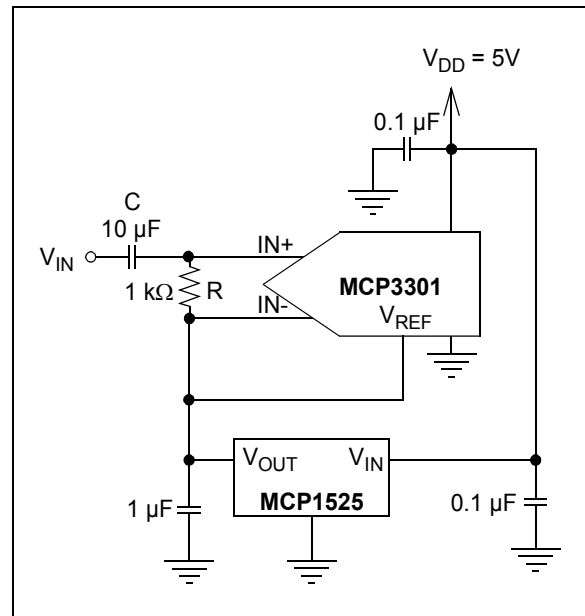 V_DD = 5V
0.1 µF
C
10 µF
V_IN
IN+
1 kΩ
R
IN-
MCP3301
V_REF
V_OUT
V_IN
MCP1525
1 µF
0.1 µF